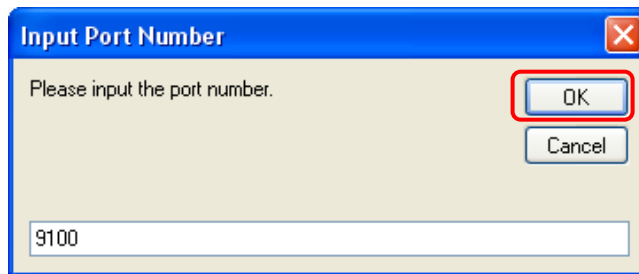 Input Port Number
Please input the port number.
OK
Cancel
9100